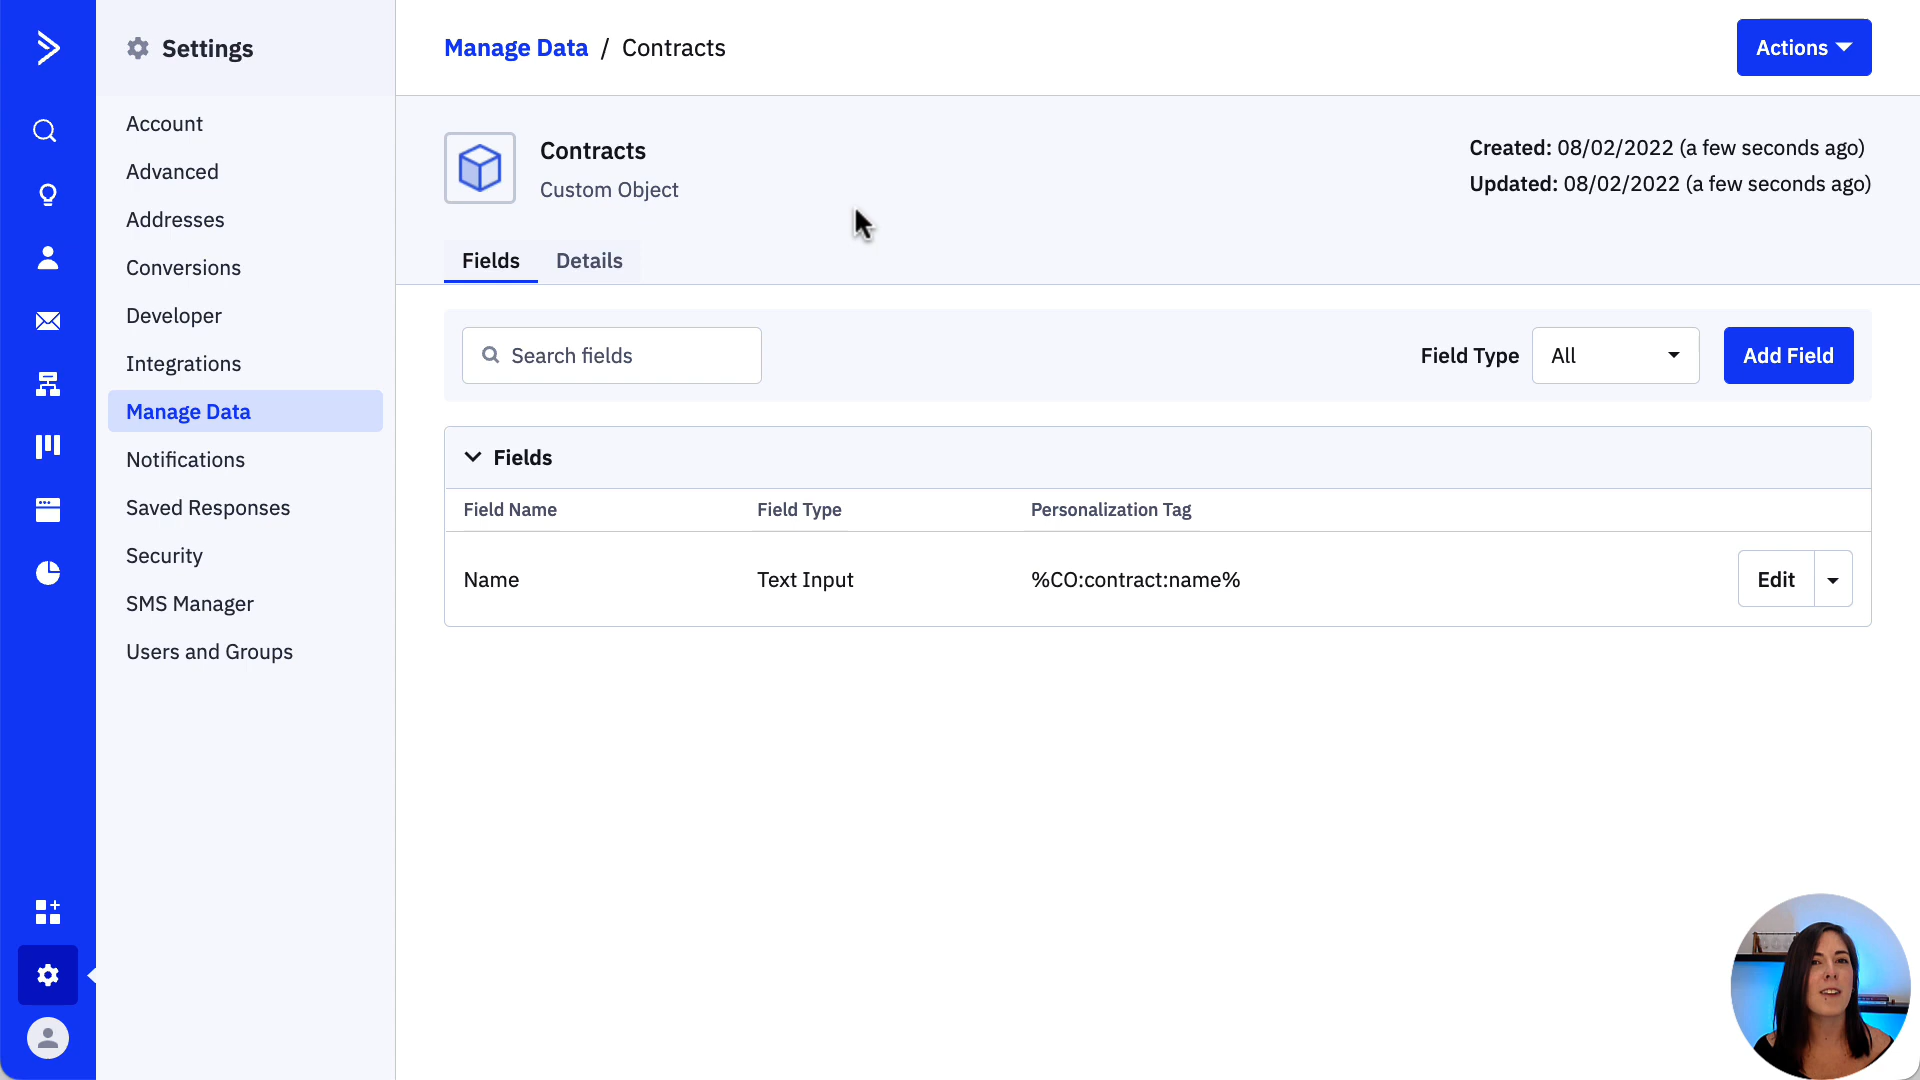 Settings
Account
Advanced
Addresses
Conversions
Developer
Integrations
Manage Data
Notifications
Saved Responses
Security
SMS Manager
Users and Groups
Manage Data / Contracts
Actions
Contracts
Custom Object
Created: 08/02/2022 (a few seconds ago)
Updated: 08/02/2022 (a few seconds ago)
Fields Details
Search fields
Field Type All Add Field
Fields
Field Name Field Type Personalization Tag
Name Text Input %CO:contract:name% Edit